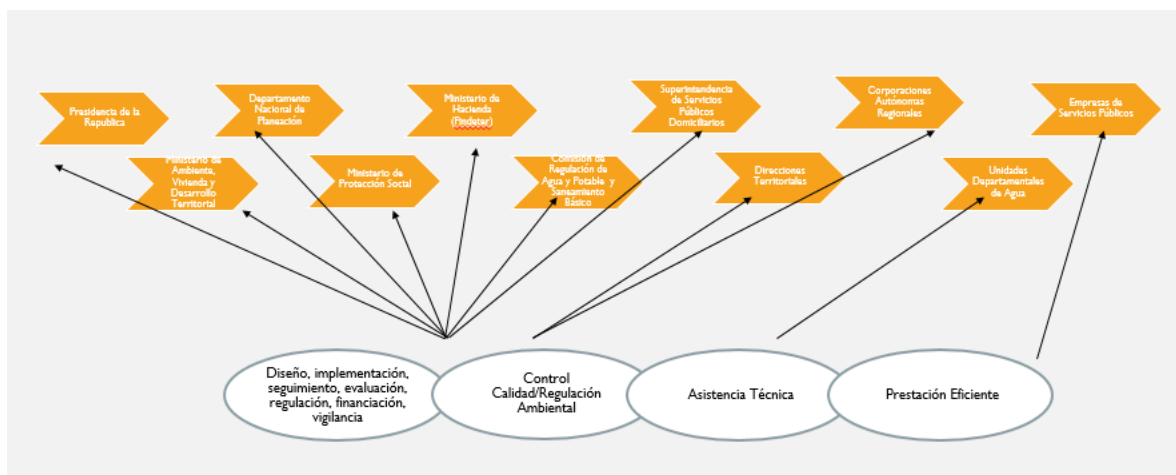 Presidencia de la
Republica
Departamento
Nacional de
Planeación
Ministerio de
Hacienda
(Findeter)
Superintendencia
de Servicios
Públicos
Domiciliarios
Corporaciones
Autónomas
Regionales
Empresas de
Servicios Públicos
Ministerio de
Ambiente,
Vivienda y
Desarrollo
Territorial
Ministerio de
Protección Social
Comisión de
Regulación de
Agua y Potable y
Saneamiento
Básico
Direcciones
Territoriales
Unidades
Departamentales
de Agua
Diseño, implementación,
seguimiento, evaluación,
regulación, financiación,
vigilancia
Control
Calidad/Regulación
Ambiental
Asistencia Técnica
Prestación Eficiente